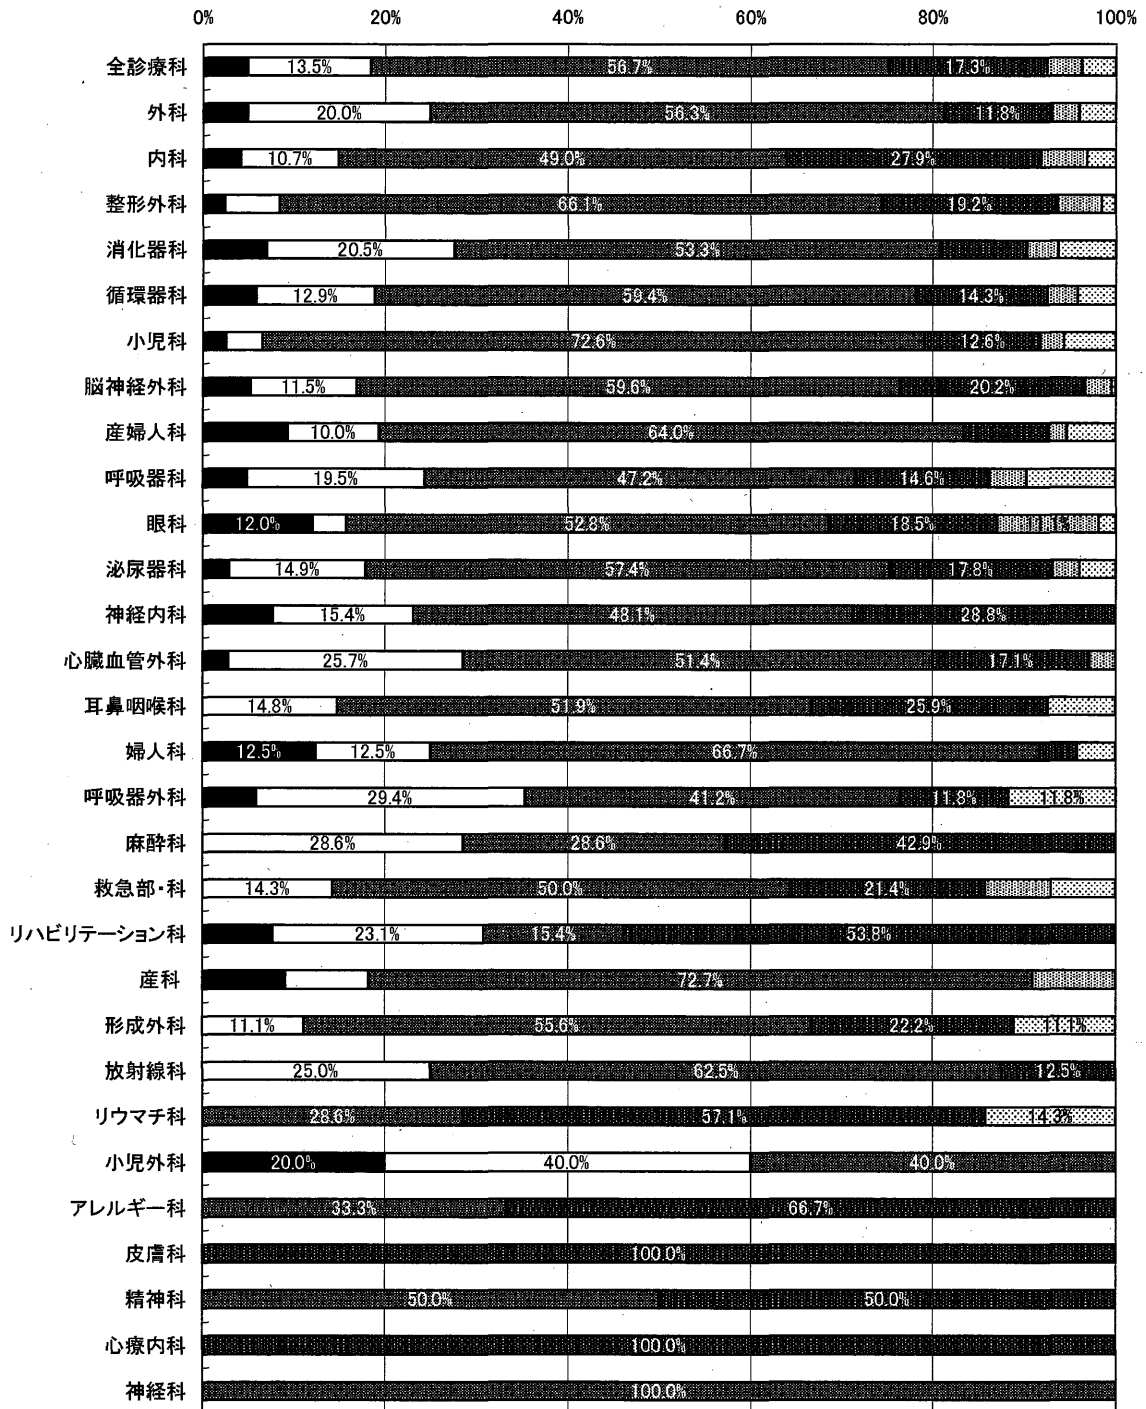 0% 20% 40% 60% 80% 100%
全診療科 13.5% 56.7% 17.3%
外科 20.0% 56.3% 11.8%
内科 10.7% 49.0% 27.9%
整形外科 66.1% 19.2%
消化器科 20.5% 53.3%
循環器科 12.9% 59.4% 14.3%
小児科 72.6% 12.6%
脳神経外科 11.5% 59.6% 20.2%
産婦人科 10.0% 64.0%
呼吸器科 19.5% 47.2% 14.6%
眼科 12.0% 52.8% 18.5%
泌尿器科 14.9% 57.4% 17.8%
神経内科 15.4% 48.1% 28.8%
心臓血管外科 25.7% 51.4% 17.1%
耳鼻咽喉科 14.8% 51.9% 25.9%
婦人科 12.5% 12.5% 66.7%
呼吸器外科 29.4% 41.2% 11.8% 11.8%
麻酔科 28.6% 28.6% 42.9%
救急部・科 14.3% 50.0% 21.4%
リハビリテーション科 23.1% 15.4% 53.8%
産科 72.7%
形成外科 11.1% 55.6% 22.2% 11.1%
放射線科 25.0% 62.5% 12.5%
リウマチ科 28.6% 57.1% 14.3%
小児外科 20.0% 40.0% 40.0%
アレルギー科 33.3% 66.7%
皮膚科 100.0%
精神科 50.0% 50.0%
心療内科 100.0%
神経科 100.0%